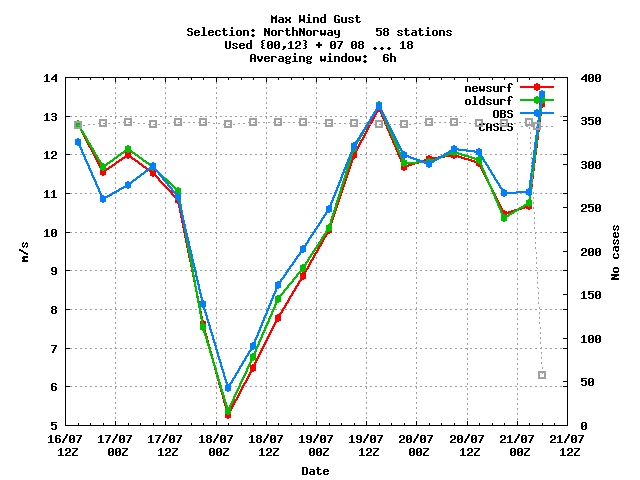 Max Wind Gust
Selection: NorthNorway 58 stations
Used {00,12} + 07 08 ... 18
Averaging window: 6h
14
13
12
11
10
9
8
7
6
5
m/s
400
350
300
250
200
150
100
50
0
No cases
newsurf
oldsurf
OBS
CASES
16/07 17/07 17/07 18/07 18/07 19/07 19/07 20/07 20/07 21/07 21/07
12Z 00Z 12Z 00Z 12Z 00Z 12Z 00Z 12Z 00Z 12Z
Date